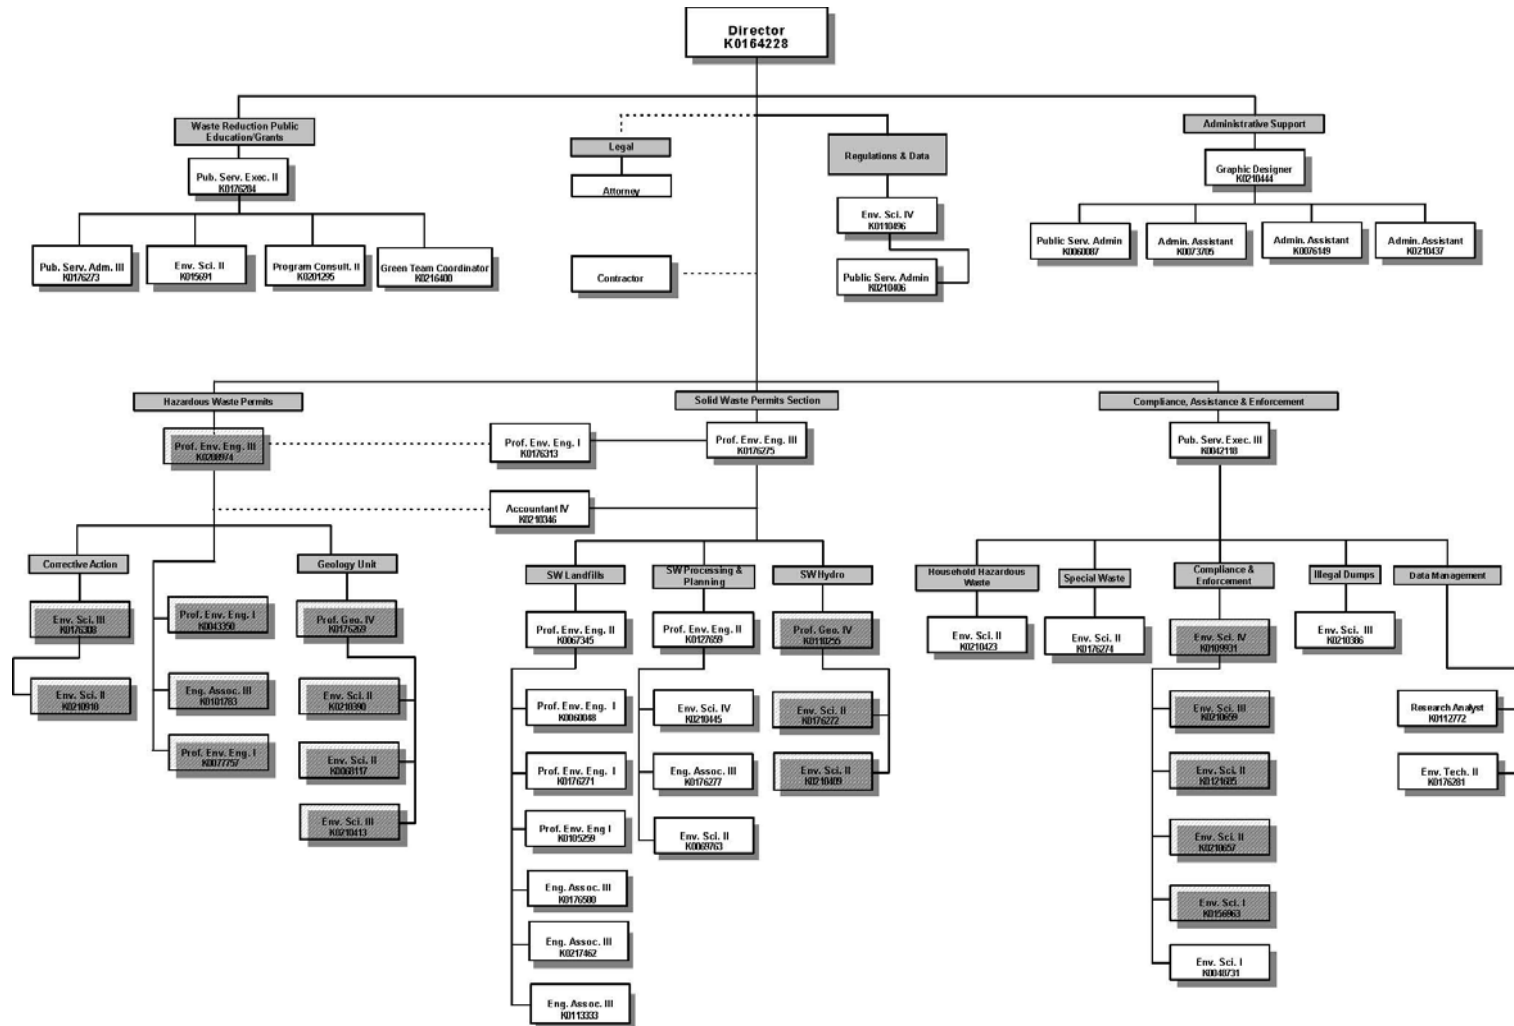 Director
K0164228
Waste Reduction Public
Education/Grants
Pub. Serv. Exec. II
K0176284
Pub. Serv. Adm. III
K0176273
Env. Sci. II
K015691
Program Consult. II
K0201295
Green Team Coordinator
K0216400
Legal
Attorney
Contractor
Regulations & Data
Env. Sci. IV
K0110496
Public Serv. Admin
K0210406
Administrative Support
Graphic Designer
K0210444
Public Serv. Admin
K0060087
Admin. Assistant
K0073705
Admin. Assistant
K0076149
Admin. Assistant
K0210437
Hazardous Waste Permits
Prof. Env. Eng. III
K0208974
Corrective Action
Env. Sci. III
K0176308
Env. Sci. II
K0210910
Prof. Env. Eng. I
K0043350
Eng. Assoc. III
K0101783
Prof. Env. Eng. I
K0077757
Geology Unit
Prof. Geo. IV
K0176269
Env. Sci. II
K0210390
Env. Sci. II
K0068117
Env. Sci. III
K0210413
Solid Waste Permits Section
Prof. Env. Eng. I
K0176313
Prof. Env. Eng. III
K0176275
Accountant IV
K0210346
SW Landfills
Prof. Env. Eng. II
K0067345
Prof. Env. Eng. I
K0060048
Prof. Env. Eng. I
K0176271
Prof. Env. Eng I
K0105259
Eng. Assoc. III
K0176580
Eng. Assoc. III
K0217462
Eng. Assoc. III
K0113333
SW Processing &
Planning
Prof. Env. Eng. II
K0127659
Env. Sci. IV
K0210445
Eng. Assoc. III
K0176277
Env. Sci. II
K0069763
SW Hydro
Prof. Geo. IV
K0110255
Env. Sci. II
K0176272
Env. Sci. II
K0210409
Compliance, Assistance & Enforcement
Pub. Serv. Exec. III
K0042118
Household Hazardous
Waste
Env. Sci. II
K0210423
Special Waste
Env. Sci. II
K0176274
Compliance &
Enforcement
Env. Sci. IV
K0109931
Env. Sci. III
K0210659
Env. Sci. II
K0121685
Env. Sci. II
K0210657
Env. Sci. I
K0156963
Env. Sci. I
K0040731
Illegal Dumps
Env. Sci. III
K0210386
Data Management
Research Analyst
K0112772
Env. Tech. II
K0176281